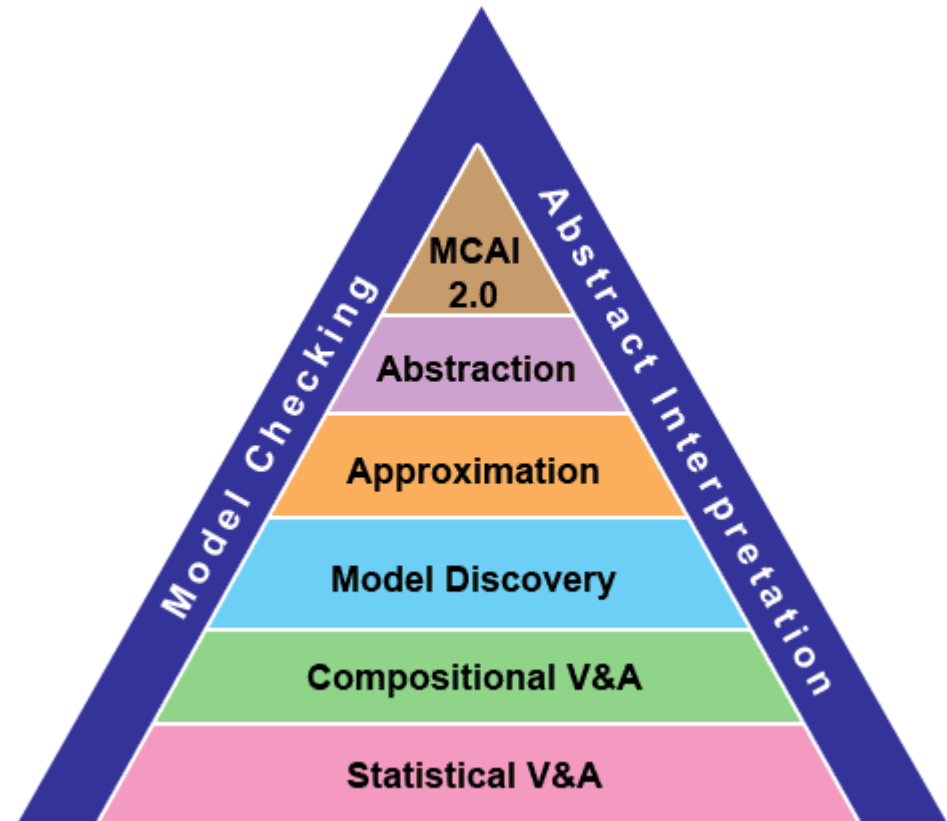 MCAI
2.0
Abstraction
Approximation
Model Discovery
Compositional V&A
Statistical V&A
Model Checking
Abstract Interpretation